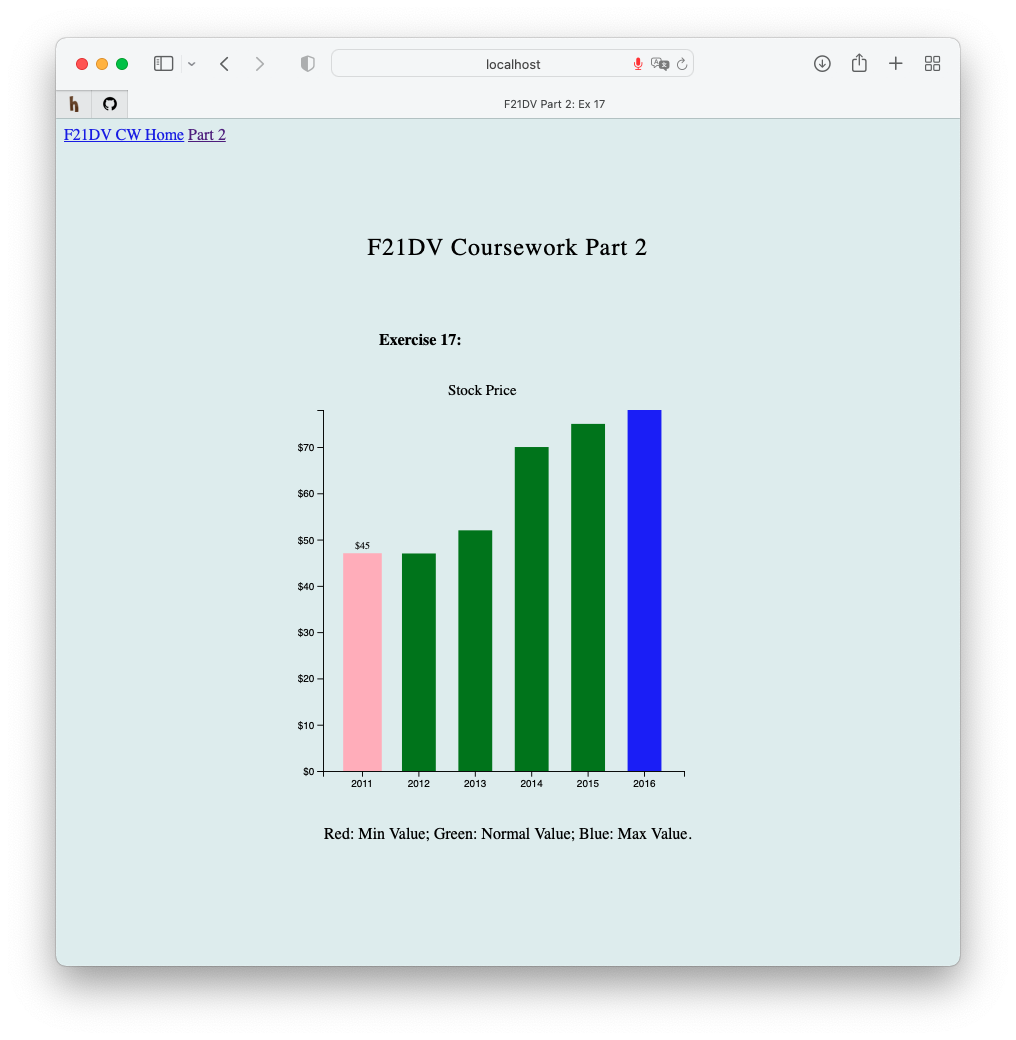 localhost
F21DV Part 2: Ex 17
F21DV CW Home Part 2
F21DV Coursework Part 2
Exercise 17:
Stock Price
$70
$60
$50
$45
$40
$30
$20
$10
$0
2011 2012 2013 2014 2015 2016
Red: Min Value; Green: Normal Value; Blue: Max Value.